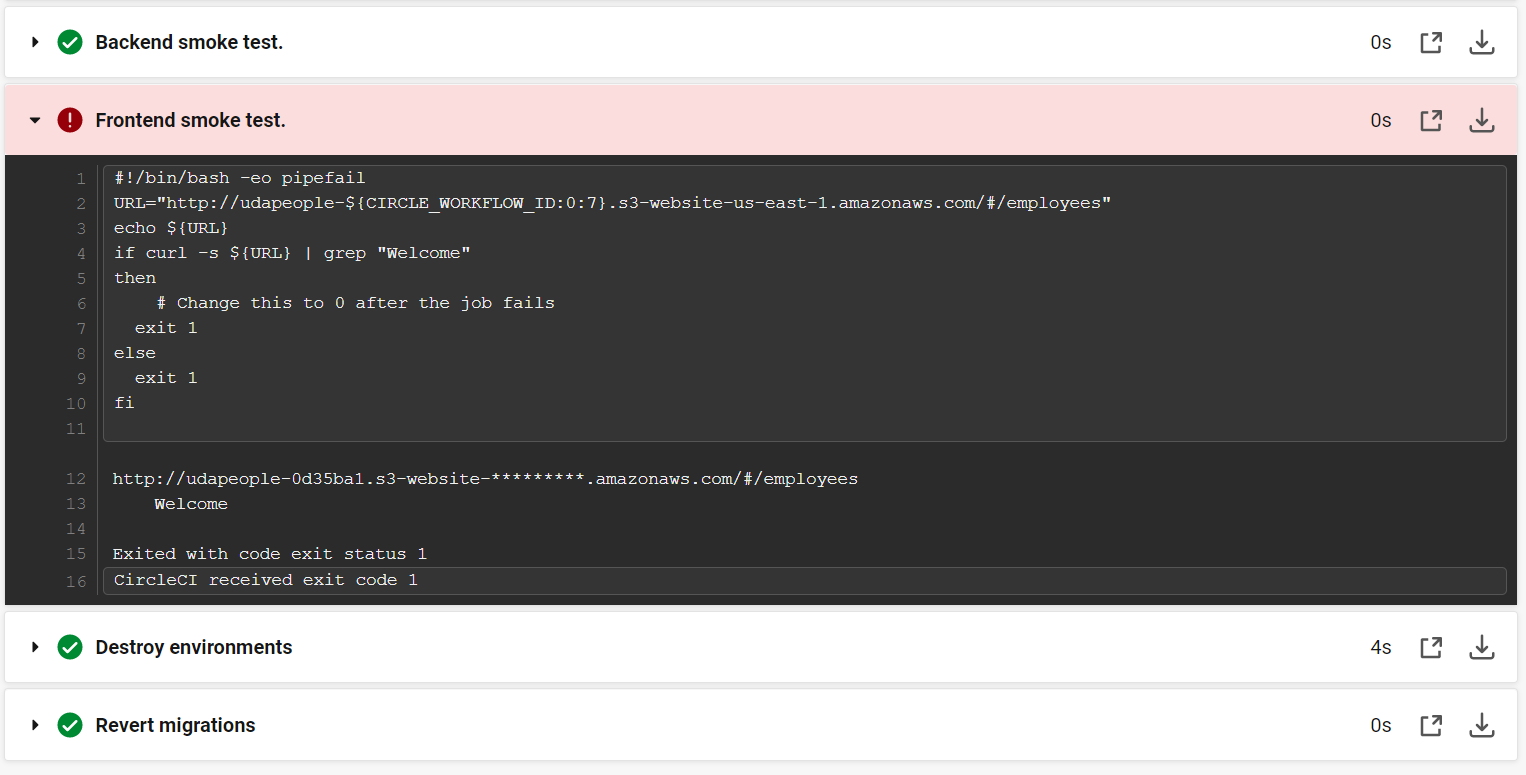 Backend smoke test.
0s
Frontend smoke test.
0s
1 #!/bin/bash -eo pipefail
2 URL="http://udapeople-${CIRCLE_WORKFLOW_ID:0:7}.s3-website-us-east-1.amazonaws.com/#/employees"
3 echo ${URL}
4 if curl -s ${URL} | grep "Welcome"
5 then
6     # Change this to 0 after the job fails
7   exit 1
8 else
9   exit 1
10 fi
11
12 http://udapeople-0d35ba1.s3-website-*********.amazonaws.com/#/employees
13     Welcome
14
15 Exited with code exit status 1
16 CircleCI received exit code 1
Destroy environments
4s
Revert migrations
0s